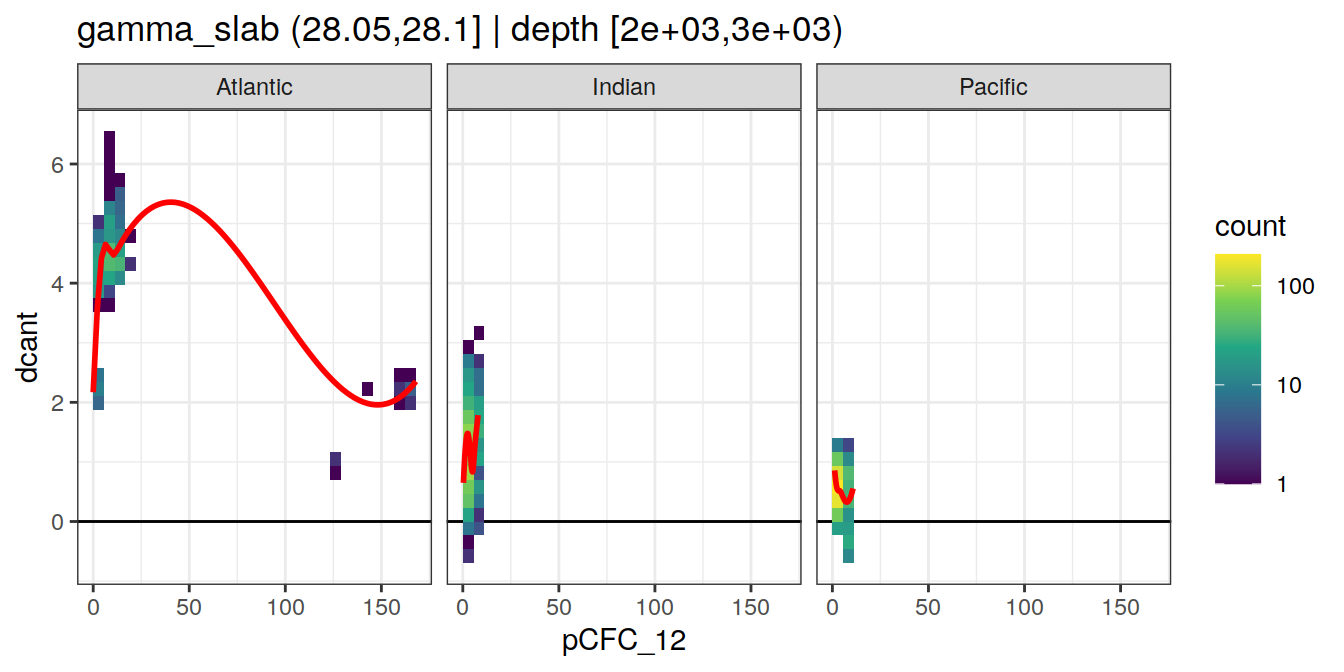 gamma_slab (28.05,28.1] | depth [2e+03,3e+03)
Atlantic Indian Pacific
dcant
6
4
2
0
0 50 100 150 0 50 100 150 0 50 100 150
pCFC_12
count
100
10
1